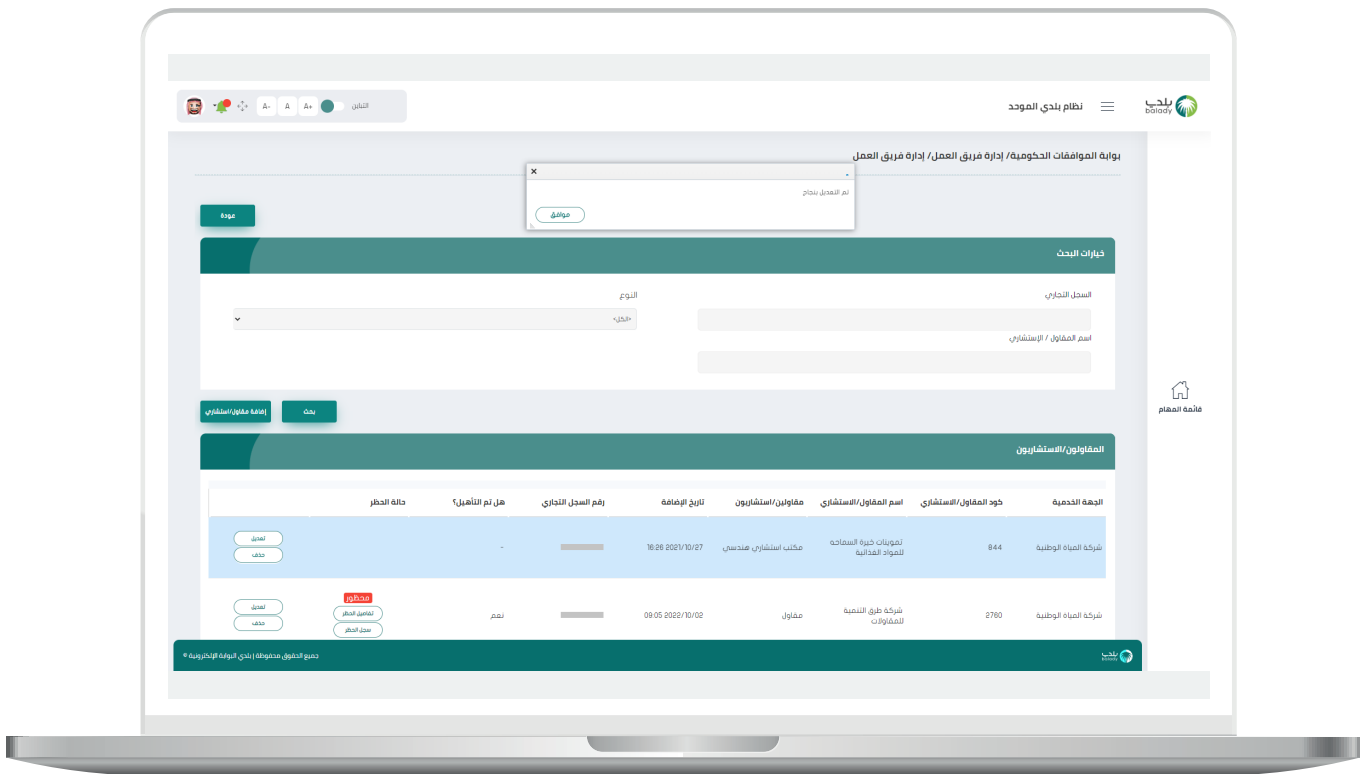 بلدي
balady
نظام بلدي الموحد
التباين
A+
A
A-
بوابة الموافقات الحكومية/ إدارة فريق العمل/ إدارة فريق العمل
تم التعديل بنجاح
موافق
عودة
خيارات البحث
السجل التجاري
النوع
-الكل-
اسم المقاول / الإستشاري
بحث
إضافة مقاول/استشاري
قائمة المهام
المقاولون/الاستشاريون
الجهة الخدمية كود المقاول/الاستشاري اسم المقاول/الاستشاري مقاولين/استشاريون تاريخ الإضافة رقم السجل التجاري هل تم التأهيل؟ حالة الحظر
شركة المياة الوطنية 844 تموينات خيرة السماحه للمواد الغذائية مكتب استشاري هندسي 2021/10/27 16:26 - تعديل
حذف
شركة المياة الوطنية 2760 شركة طرق التنمية للمقاولات مقاول 2022/10/02 09:05 نعم محظور
تفاصيل الحظر
سجل الحظر
تعديل
حذف
بلدي
balady
جميع الحقوق محفوظة | بلدي البوابة الإلكترونية ©